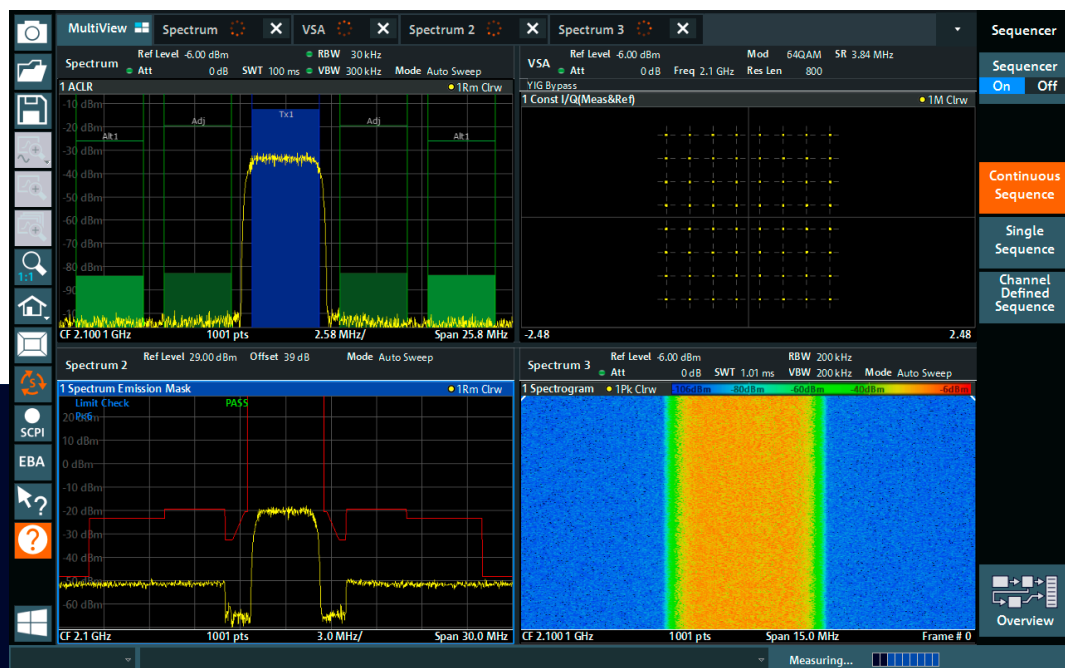 MultiView Spectrum VSA Spectrum 2 Spectrum 3
Sequencer
Sequencer
On Off
Continuous
Sequence
Single
Sequence
Channel
Defined
Sequence
Overview
1:1
SCPI
EBA
Spectrum
Ref Level -6.00 dBm RBW 30 kHz
Att 0 dB SWT 100 ms VBW 300 kHz Mode Auto Sweep
1 ACLR 1Rm Clrw
-10 dBm
-20 dBm
-30 dBm
-40 dBm
-50 dBm
-60 dBm
-70 dBm
-80 dBm
-90
Alt1 Adj Tx1 Adj Alt1
CF 2.100 1 GHz 1001 pts 2.58 MHz/ Span 25.8 MHz
VSA
Ref Level -6.00 dBm Mod 64QAM SR 3.84 MHz
Att 0 dB Freq 2.1 GHz Res Len 800
YIG Bypass
1 Const I/Q(Meas&Ref) 1M Clrw
-2.48 2.48
Spectrum 2
Ref Level 29.00 dBm Offset 39 dB Mode Auto Sweep
1 Spectrum Emission Mask 1Rm Clrw
Limit Check PASS
10 dBm
0 dBm
-10 dBm
-20 dBm
-30 dBm
-40 dBm
-60 dBm
CF 2.1 GHz 1001 pts 3.0 MHz/ Span 30.0 MHz
Spectrum 3
Ref Level -6.00 dBm RBW 200 kHz
Att 0 dB SWT 1.01 ms VBW 200 kHz Mode Auto Sweep
1 Spectrogram 1Pk Clrw -106dBm -80dBm -60dBm -40dBm -6dBm
CF 2.100 1 GHz 1001 pts Span 15.0 MHz Frame # 0
Measuring...